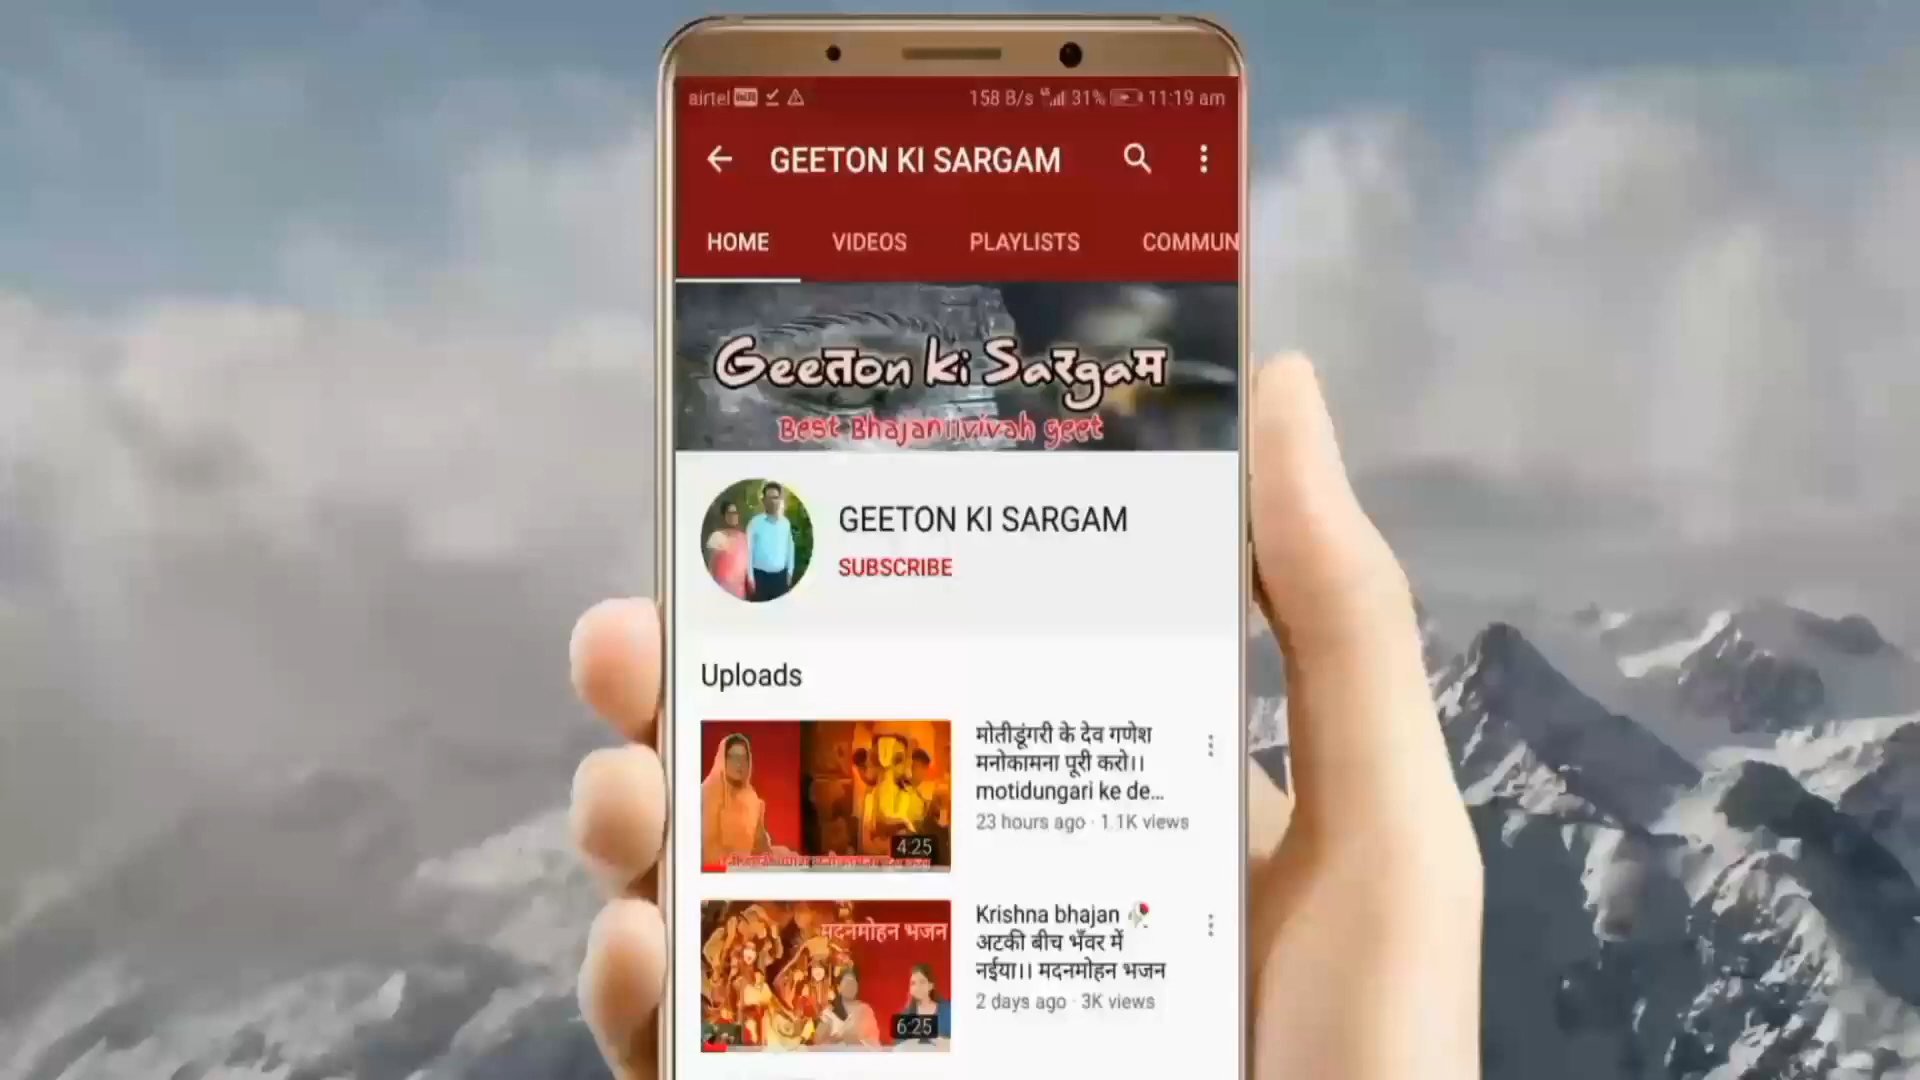 airtel VoLTE 158 B/s 31% 11:19 am
GEETON KI SARGAM
HOME VIDEOS PLAYLISTS COMMUN
Geeतोn ki Saरgaम
Best Bhajan।।vivah geet
GEETON KI SARGAM
SUBSCRIBE
Uploads
मोतीडूंगरी के देव गणेश
मनोकामना पूरी करो।।
motidungari ke de...
23 hours ago · 1.1K views
4:25
मदनमोहन भजन
6:25
Krishna bhajan
अटकी बीच भँवर में
नईया।। मदनमोहन भजन
2 days ago · 3K views